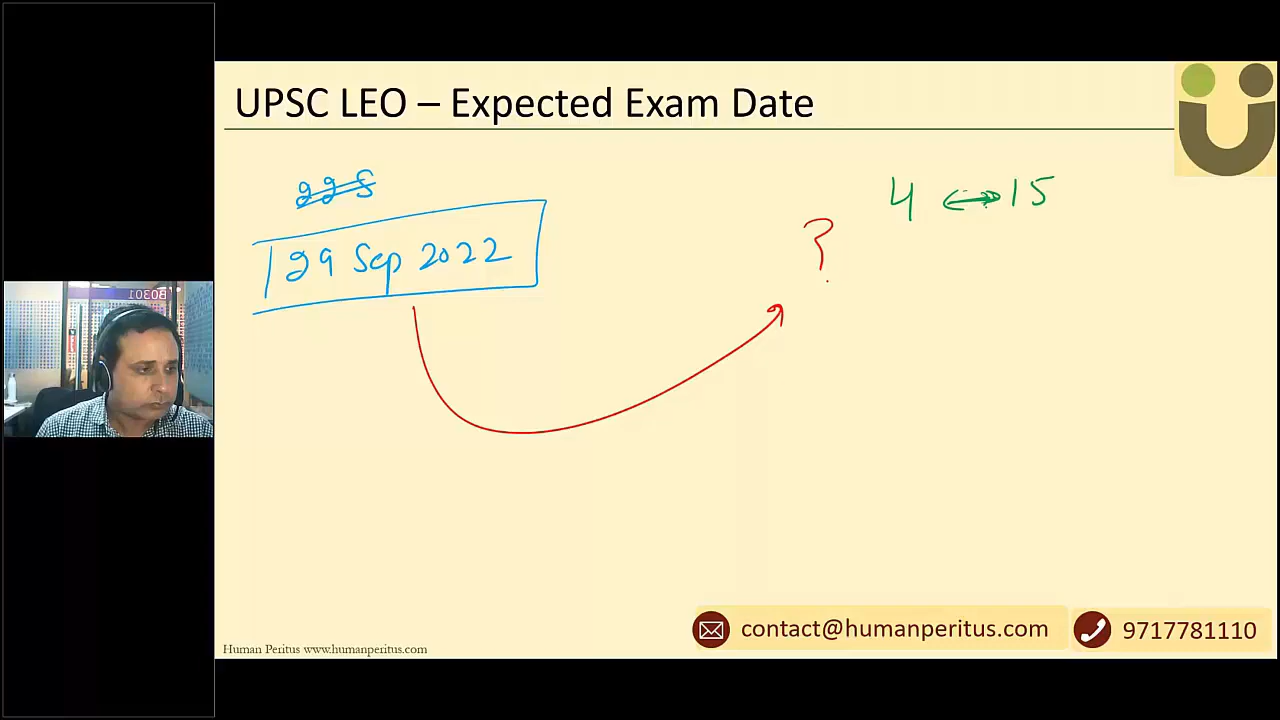 UPSC LEO – Expected Exam Date
4 ↔ 15
29 Sep 2022
?
contact@humanperitus.com
9717781110
Human Peritus www.humanperitus.com